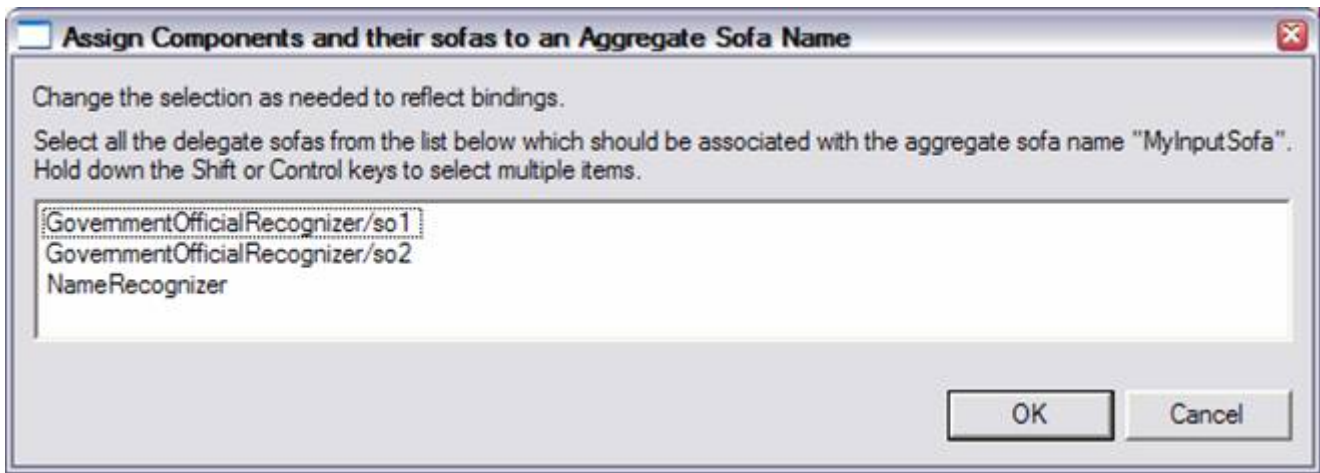 Assign Components and their sofas to an Aggregate Sofa Name
Change the selection as needed to reflect bindings.
Select all the delegate sofas from the list below which should be associated with the aggregate sofa name "MyInputSofa".
Hold down the Shift or Control keys to select multiple items.
GovernmentOfficialRecognizer/so1
GovernmentOfficialRecognizer/so2
NameRecognizer
OK
Cancel